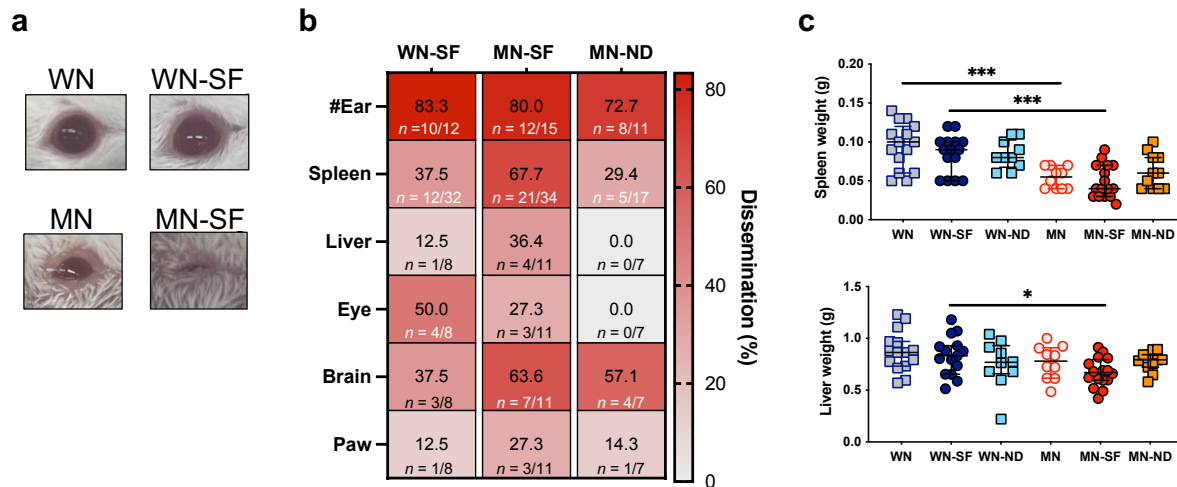 a
WN
WN-SF
MN
MN-SF
b
WN-SF MN-SF MN-ND
#Ear 83.3 80.0 72.7
n =10/12 n = 12/15 n = 8/11
Spleen 37.5 67.7 29.4
n = 12/32 n = 21/34 n = 5/17
Liver 12.5 36.4 0.0
n = 1/8 n = 4/11 n = 0/7
Eye 50.0 27.3 0.0
n = 4/8 n = 3/11 n = 0/7
Brain 37.5 63.6 57.1
n = 3/8 n = 7/11 n = 4/7
Paw 12.5 27.3 14.3
n = 1/8 n = 3/11 n = 1/7
80
60
40
20
0
Dissemination (%)
c
Spleen weight (g)
0.20
0.15
0.10
0.05
0.00
***
***
WN WN-SF WN-ND MN MN-SF MN-ND
Liver weight (g)
1.5
1.0
0.5
0.0
*
WN WN-SF WN-ND MN MN-SF MN-ND